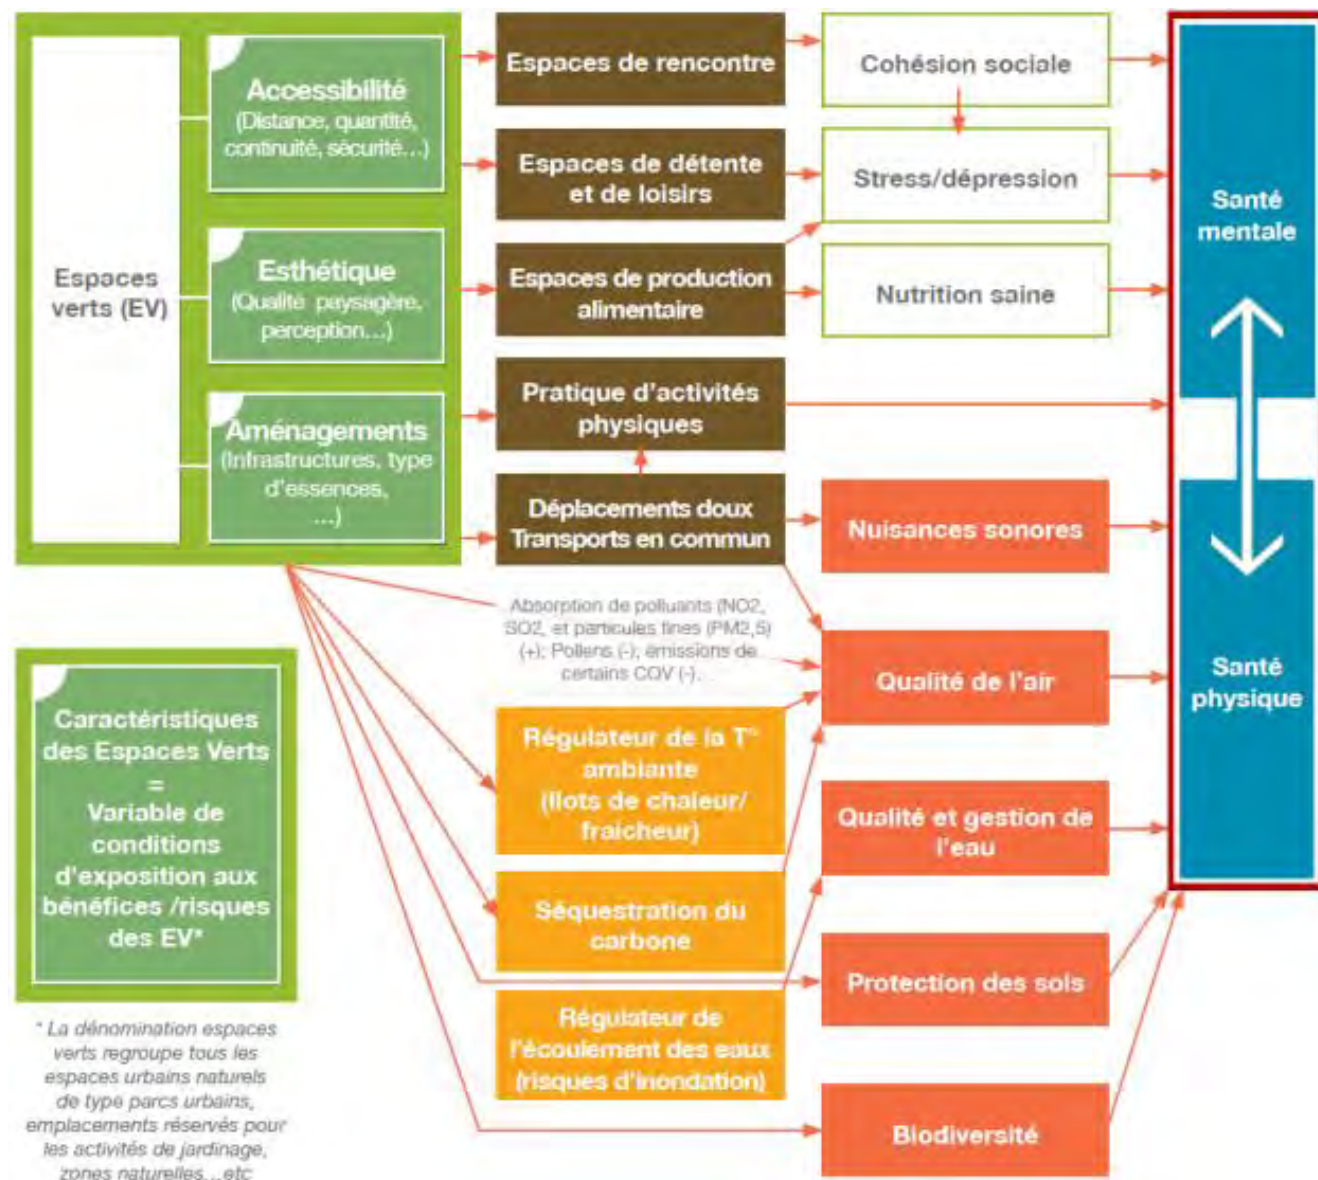 Espaces
verts (EV)
Accessibilité
(Distance, quantité,
continuité, sécurité...)
Esthétique
(Qualité paysagère,
perception...)
Aménagements
(Infrastructures, type
d'essences,
...)
Espaces de rencontre
Espaces de détente
et de loisirs
Espaces de production
alimentaire
Pratique d'activités
physiques
Déplacements doux
Transports en commun
Cohésion sociale
Stress/dépression
Nutrition saine
Nuisances sonores
Absorption de polluants (NO2,
SO2, et particules fines (PM2,5)
(+); Pollens (-), émissions de
certains COV (-).
Qualité de l'air
Régulateur de la T°
ambiante
(Ilots de chaleur/
fraicheur)
Qualité et gestion de
l'eau
Séquestration du
carbone
Protection des sols
Régulateur de
l'écoulement des eaux
(risques d'inondation)
Biodiversité
Santé
mentale
Santé
physique
Caractéristiques
des Espaces Verts
=
Variable de
conditions
d'exposition aux
bénéfices /risques
des EV*
* La dénomination espaces
verts regroupe tous les
espaces urbains naturels
de type parcs urbains,
emplacements réservés pour
les activités de jardinage,
zones naturelles...etc